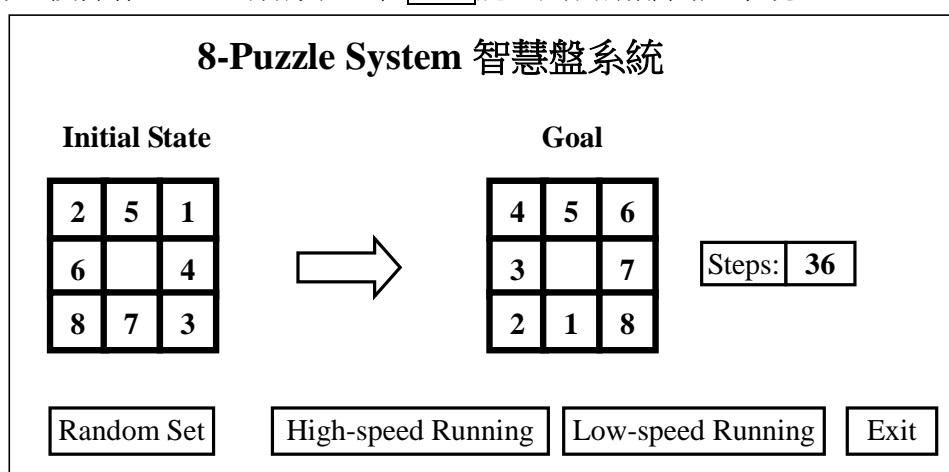 8-Puzzle System 智慧盤系統
Initial State Goal
2 5 1 4 5 6
6 4 3 7 Steps: 36
8 7 3 2 1 8
Random Set High-speed Running Low-speed Running Exit